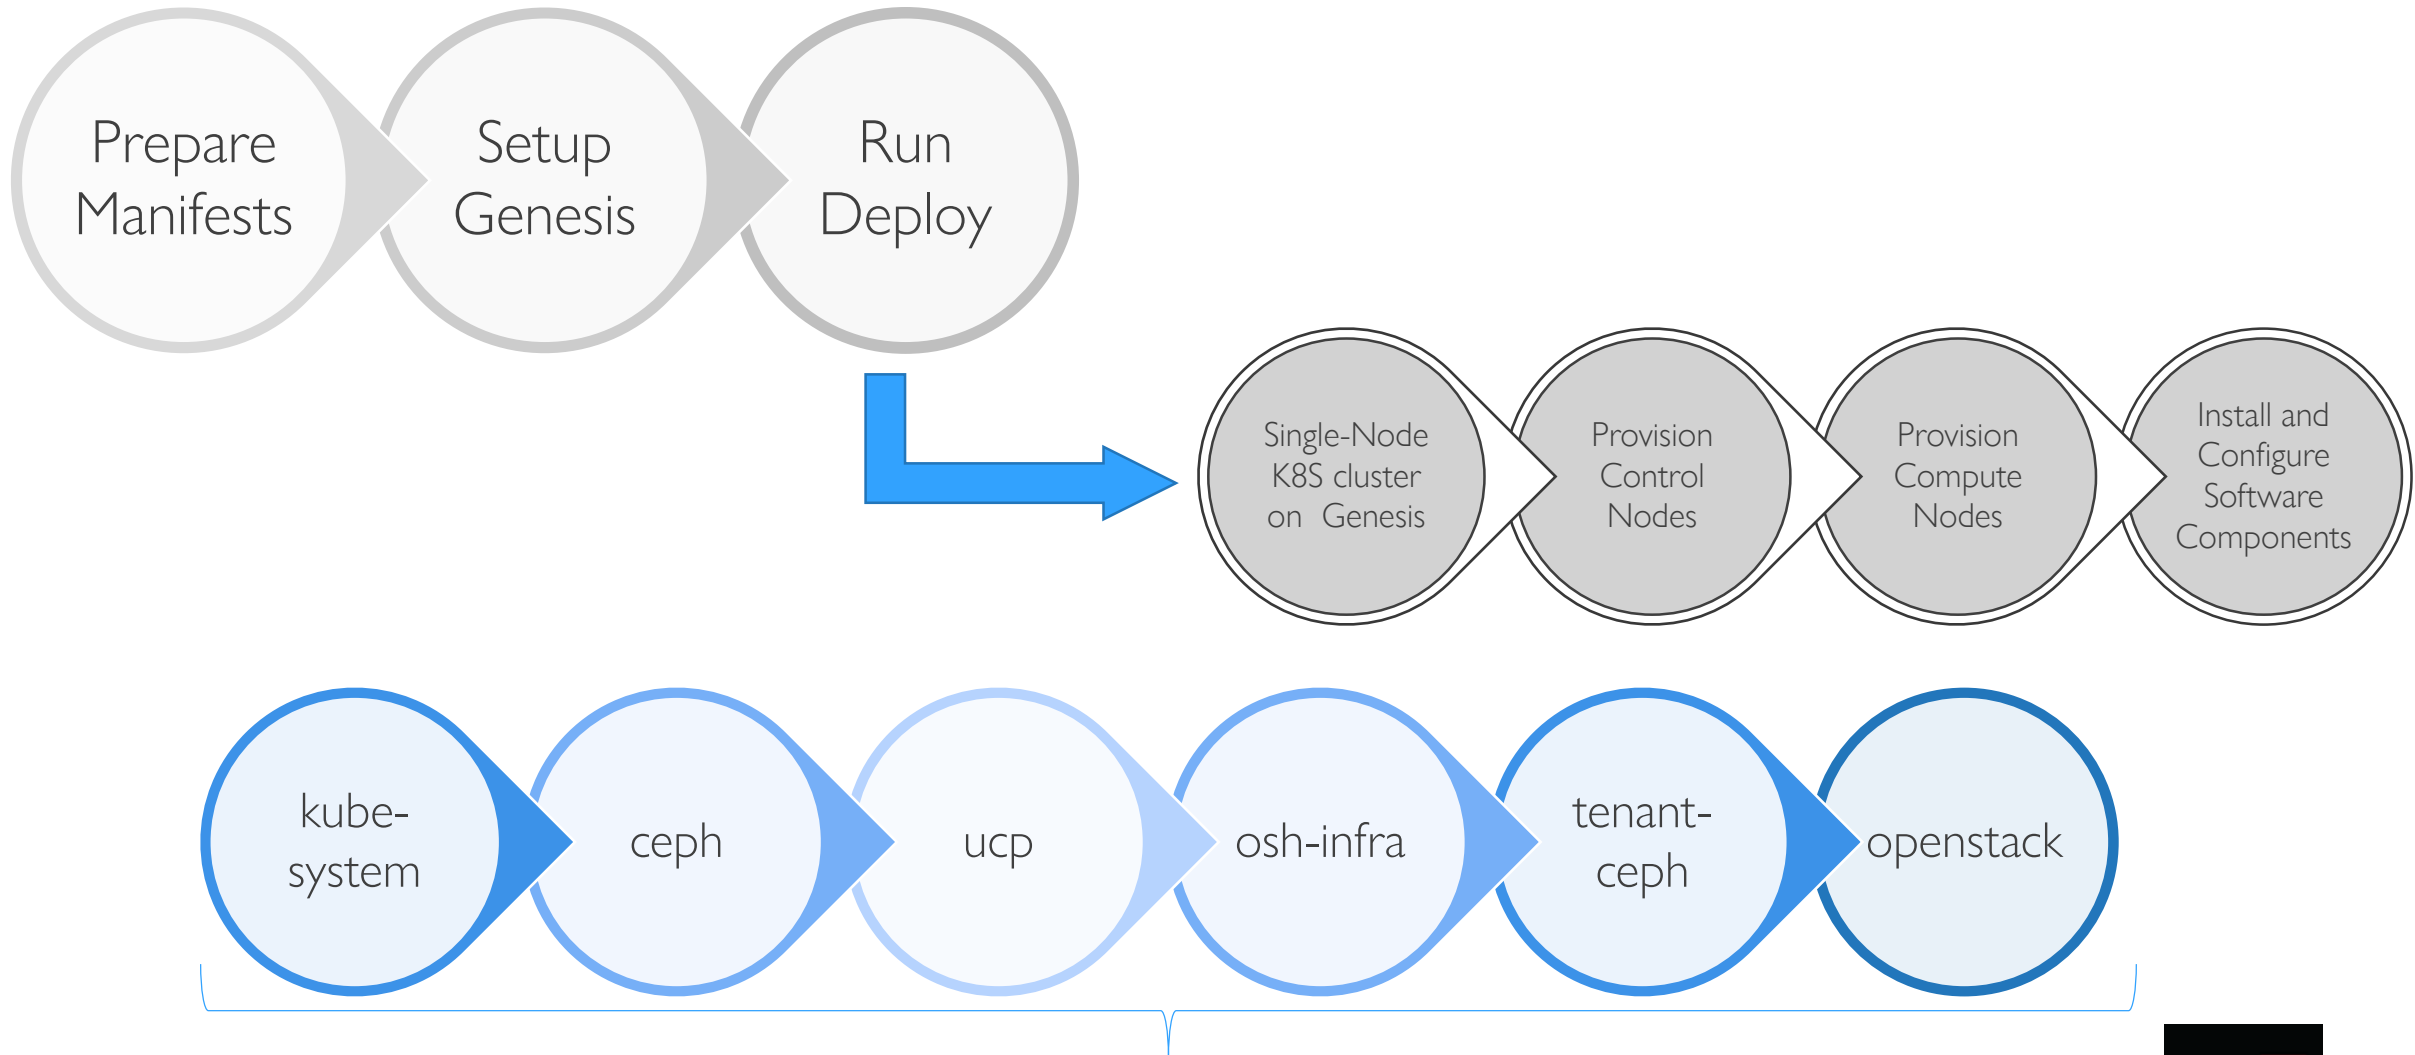 Prepare
Manifests
Setup
Genesis
Run
Deploy
Single-Node
K8S cluster
on Genesis
Provision
Control
Nodes
Provision
Compute
Nodes
Install and
Configure
Software
Components
kube-
system
ceph
ucp
osh-infra
tenant-
ceph
openstack